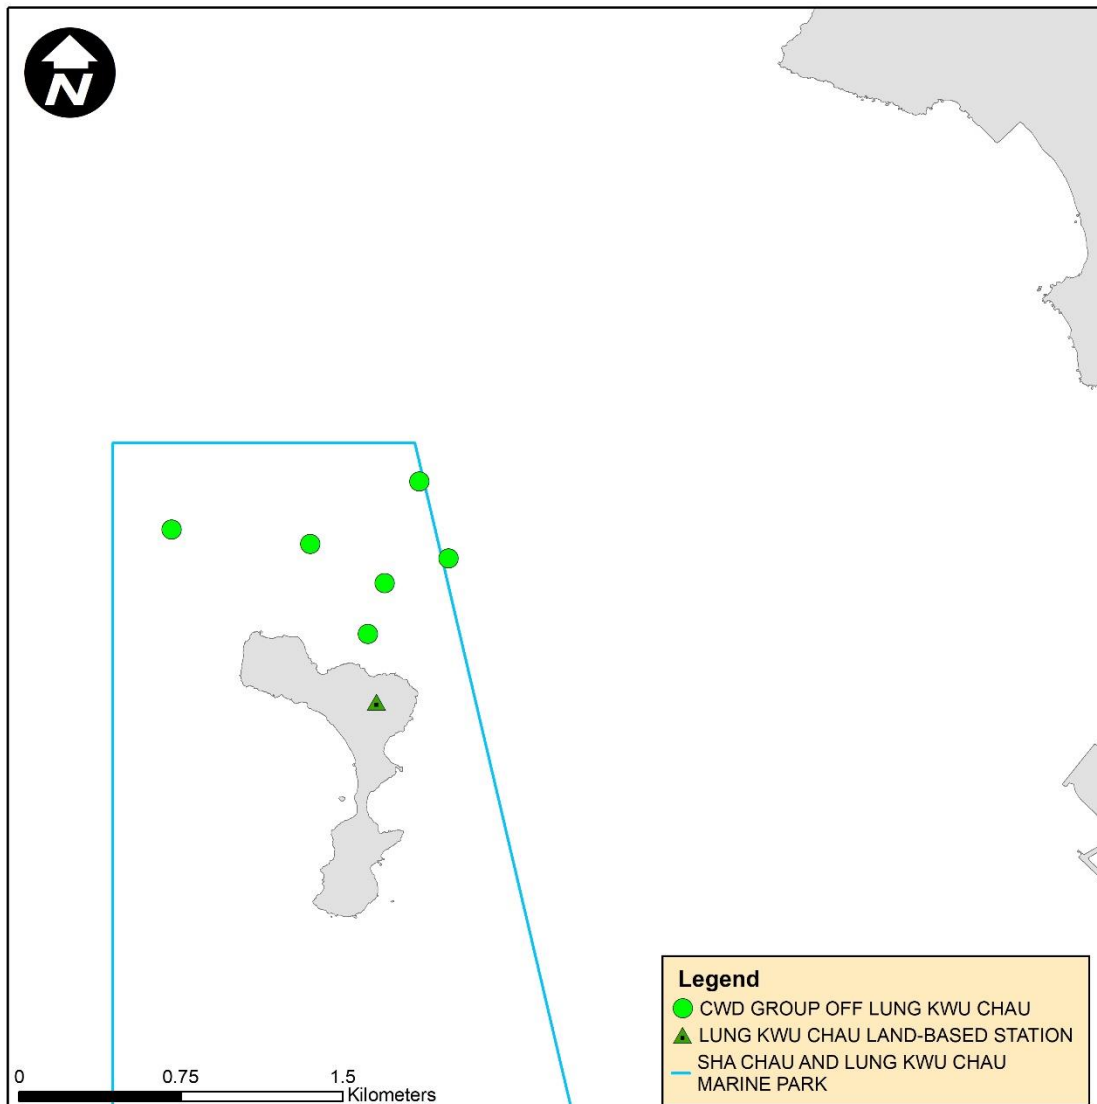 N
Legend
CWD GROUP OFF LUNG KWU CHAU
LUNG KWU CHAU LAND-BASED STATION
SHA CHAU AND LUNG KWU CHAU
MARINE PARK
0 0.75 1.5
Kilometers